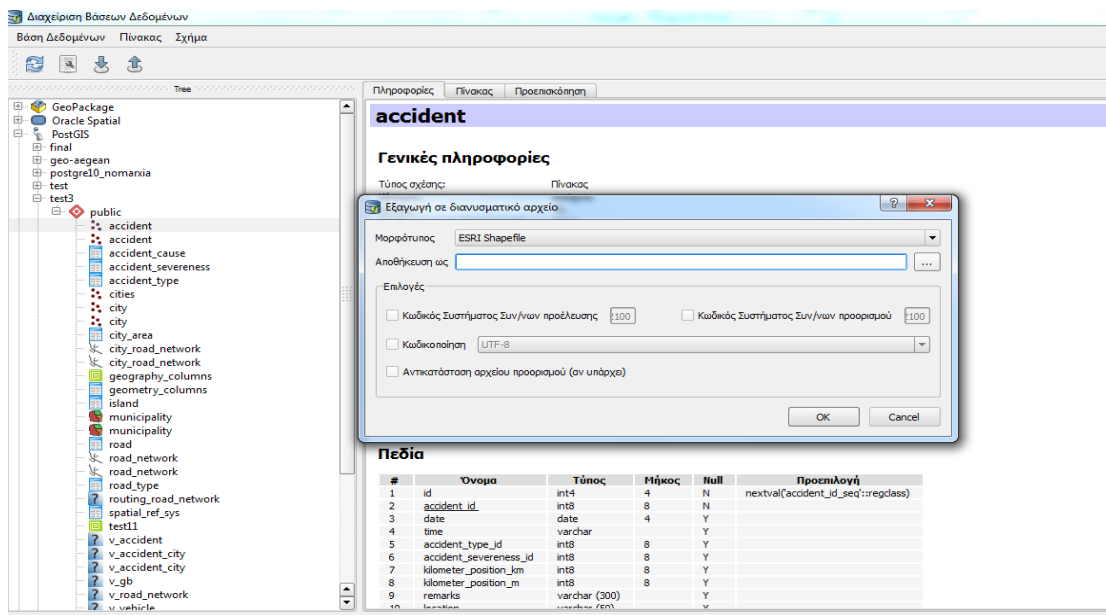 Διαχείριση Βάσεων Δεδομένων
Βάση Δεδομένων Πίνακας Σχήμα
Tree
GeoPackage
Oracle Spatial
PostGIS
final
geo-aegean
postgre10_nomarxia
test
test3
public
accident
accident
accident_cause
accident_severeness
accident_type
cities
city
city
city_area
city_road_network
city_road_network
geography_columns
geometry_columns
island
municipality
municipality
road
road_network
road_network
road_type
routing_road_network
spatial_ref_sys
test11
v_accident
v_accident_city
v_accident_city
v_gb
v_road_network
v_vehicle
Πληροφορίες Πίνακας Προεπισκόπηση
accident
Γενικές πληροφορίες
Τύπος σχέσης: Πίνακας
Εξαγωγή σε διανυσματικό αρχείο
Μορφότυπος ESRI Shapefile
Αποθήκευση ως ...
Επιλογές
Κωδικός Συστήματος Συν/νων προέλευσης Κωδικός Συστήματος Συν/νων προορισμού
Κωδικοποίηση UTF-8
Αντικατάσταση αρχείου προορισμού (αν υπάρχει)
OK Cancel
Πεδία
# Όνομα Τύπος Μήκος Null Προεπιλογή
1 id int4 4 N nextval('accident_id_seq'::regclass)
2 accident_id int8 8 N
3 date date 4 Y
4 time varchar Y
5 accident_type_id int8 8 Y
6 accident_severeness_id int8 8 Y
7 kilometer_position_km int8 8 Y
8 kilometer_position_m int8 8 Y
9 remarks varchar (300) Y
10 location varchar (50) Y